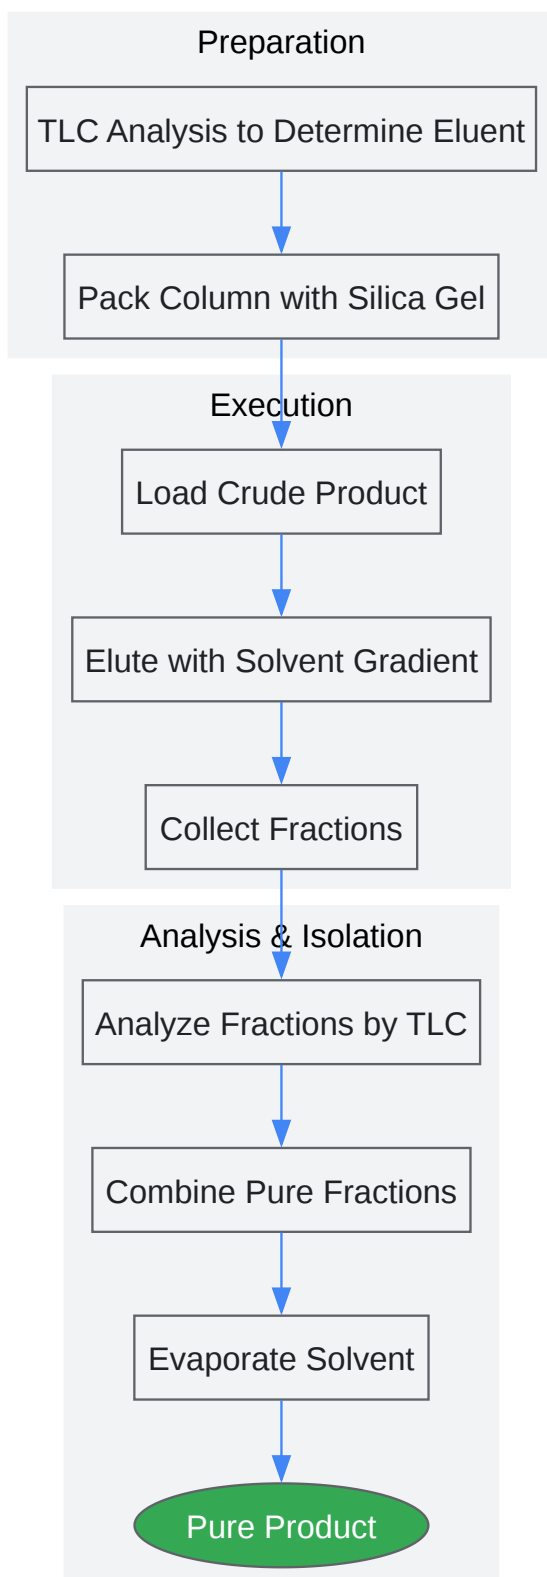 Preparation
TLC Analysis to Determine Eluent
Pack Column with Silica Gel
Execution
Load Crude Product
Elute with Solvent Gradient
Collect Fractions
Analysis & Isolation
Analyze Fractions by TLC
Combine Pure Fractions
Evaporate Solvent
Pure Product